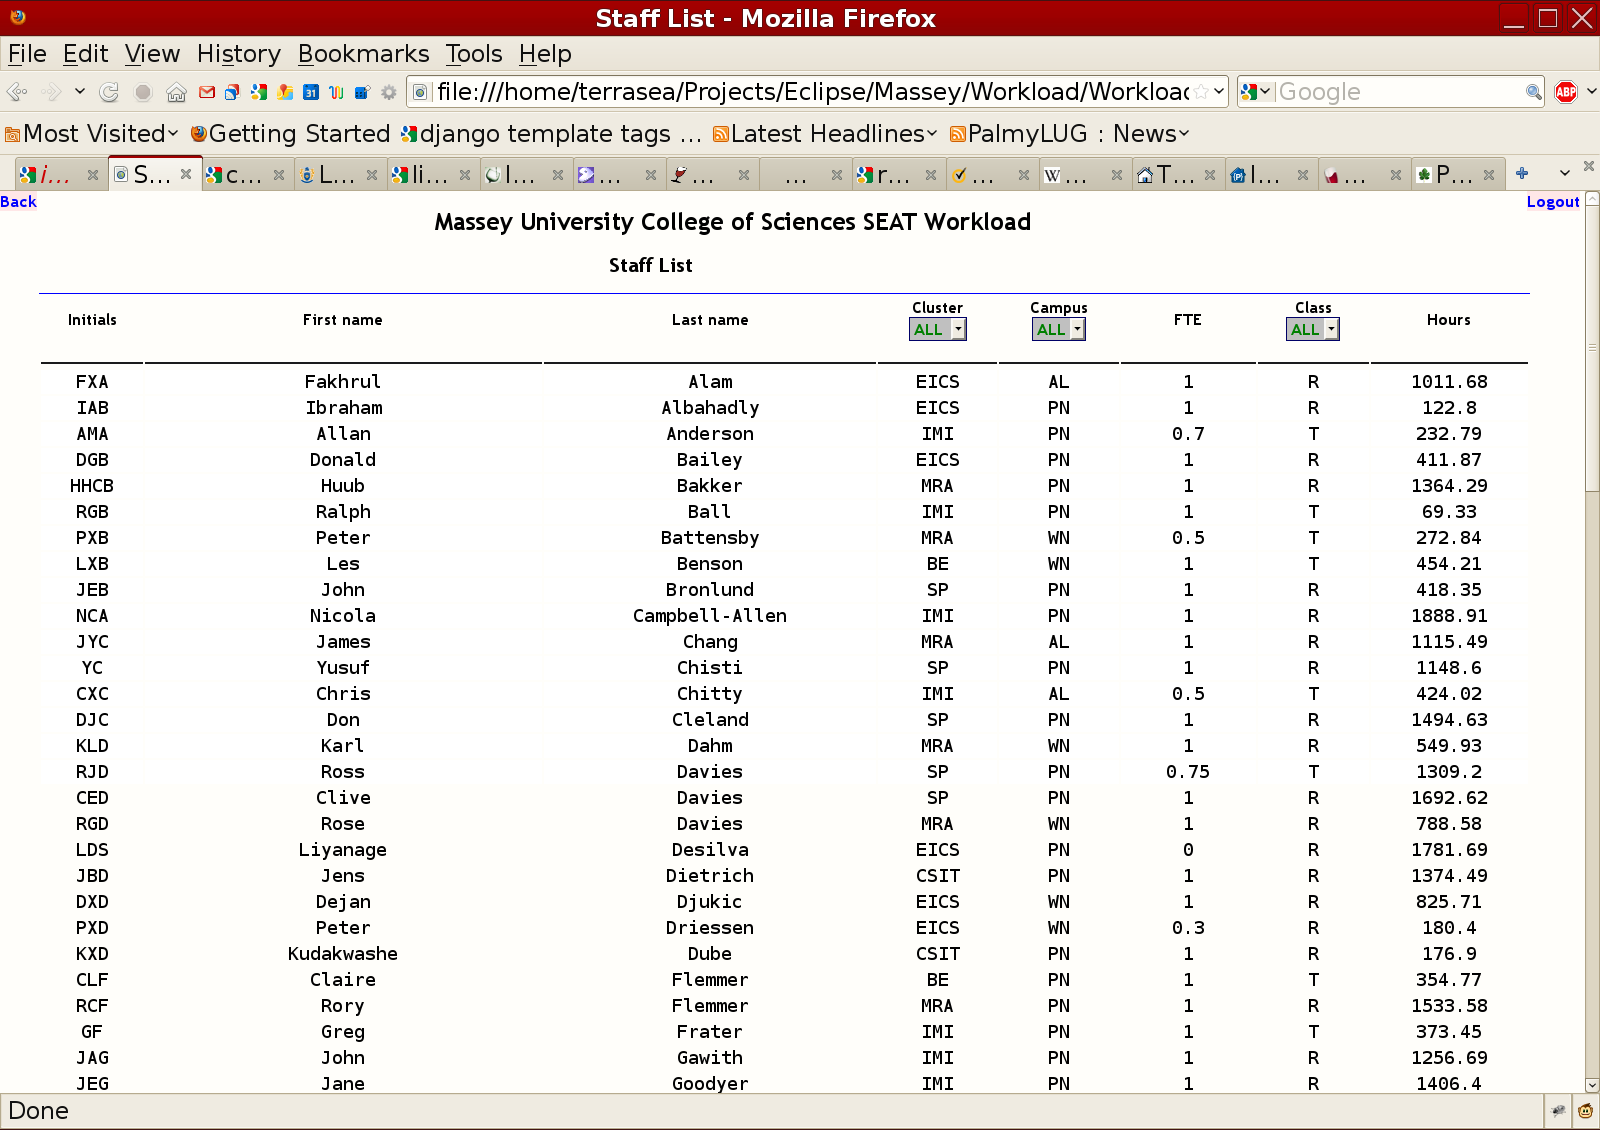 Staff List - Mozilla Firefox
File Edit View History Bookmarks Tools Help
31 file:///home/terrasea/Projects/Eclipse/Massey/Workload/Workload Google ABP
Most Visited Getting Started django template tags ... Latest Headlines PalmyLUG : News
i... S... c... L... li... I... ... ... ... r... ... W ... T... I... ... P...
Back Logout
Massey University College of Sciences SEAT Workload
Staff List
Initials First name Last name Cluster ALL Campus ALL FTE Class ALL Hours
FXA Fakhrul Alam EICS AL 1 R 1011.68
IAB Ibraham Albahadly EICS PN 1 R 122.8
AMA Allan Anderson IMI PN 0.7 T 232.79
DGB Donald Bailey EICS PN 1 R 411.87
HHCB Huub Bakker MRA PN 1 R 1364.29
RGB Ralph Ball IMI PN 1 T 69.33
PXB Peter Battensby MRA WN 0.5 T 272.84
LXB Les Benson BE WN 1 T 454.21
JEB John Bronlund SP PN 1 R 418.35
NCA Nicola Campbell-Allen IMI PN 1 R 1888.91
JYC James Chang MRA AL 1 R 1115.49
YC Yusuf Chisti SP PN 1 R 1148.6
CXC Chris Chitty IMI AL 0.5 T 424.02
DJC Don Cleland SP PN 1 R 1494.63
KLD Karl Dahm MRA WN 1 R 549.93
RJD Ross Davies SP PN 0.75 T 1309.2
CED Clive Davies SP PN 1 R 1692.62
RGD Rose Davies MRA WN 1 R 788.58
LDS Liyanage Desilva EICS PN 0 R 1781.69
JBD Jens Dietrich CSIT PN 1 R 1374.49
DXD Dejan Djukic EICS WN 1 R 825.71
PXD Peter Driessen EICS WN 0.3 R 180.4
KXD Kudakwashe Dube CSIT PN 1 R 176.9
CLF Claire Flemmer BE PN 1 T 354.77
RCF Rory Flemmer MRA PN 1 R 1533.58
GF Greg Frater IMI PN 1 T 373.45
JAG John Gawith IMI PN 1 R 1256.69
JEG Jane Goodyer IMI PN 1 R 1406.4
Done